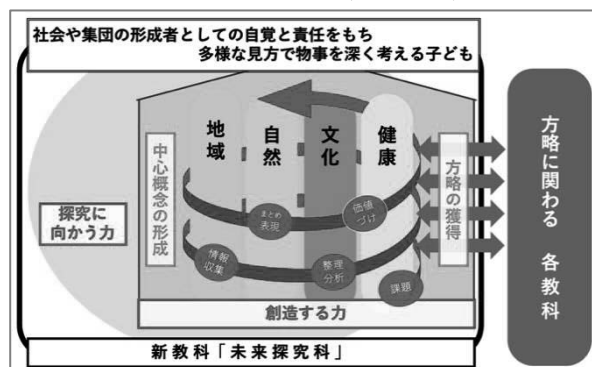 社会や集団の形成者としての自覚と責任をもち
多様な見方で物事を深く考える子ども
地域
自然
文化
健康
中心概念の形成
方略の獲得
探究に
向かう力
まとめ
表現
価値
づけ
情報
収集
整理
分析
課題
創造する力
新教科「未来探究科」
方略に関わる 各教科